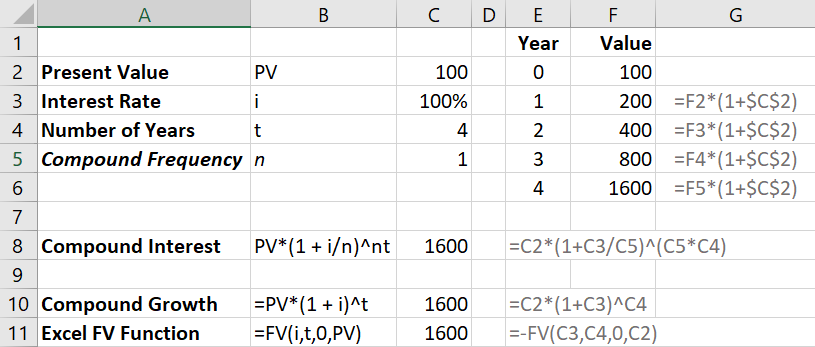 A B C D E F G
1 Year Value
2 Present Value PV 100 0 100
3 Interest Rate i 100% 1 200 =F2*(1+$C$2)
4 Number of Years t 4 2 400 =F3*(1+$C$2)
5 Compound Frequency n 1 3 800 =F4*(1+$C$2)
6 4 1600 =F5*(1+$C$2)
7
8 Compound Interest PV*(1 + i/n)^nt 1600 =C2*(1+C3/C5)^(C5*C4)
9
10 Compound Growth =PV*(1 + i)^t 1600 =C2*(1+C3)^C4
11 Excel FV Function =FV(i,t,0,PV) 1600 =-FV(C3,C4,0,C2)